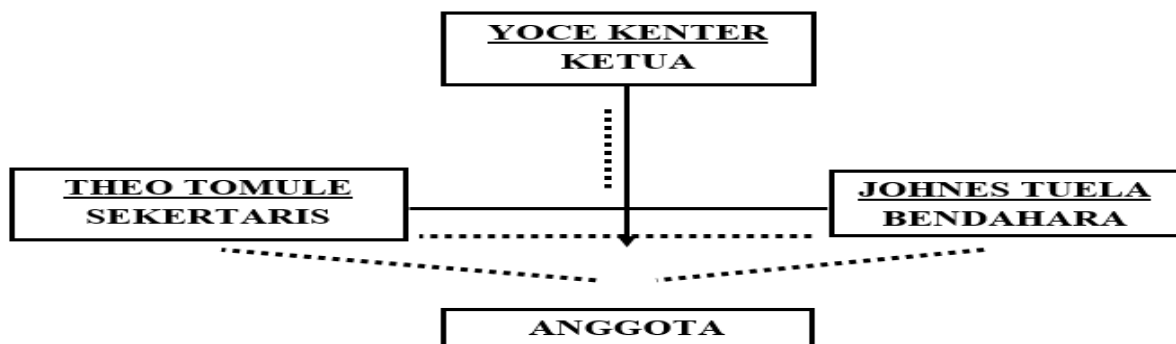 YOCE KENTER
KETUA
THEO TOMULE
SEKERTARIS
JOHNES TUELA
BENDAHARA
ANGGOTA